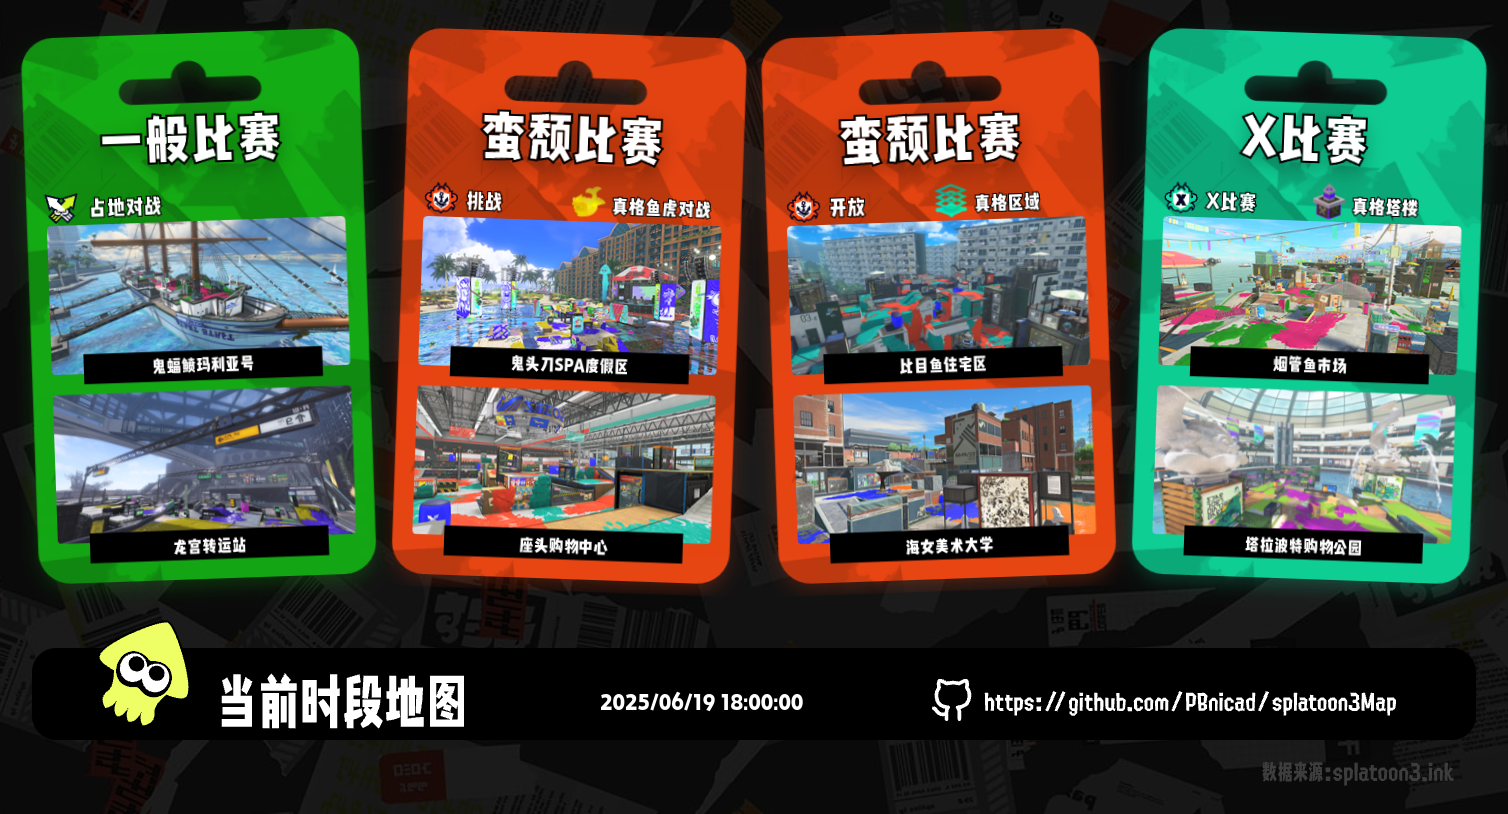 一般比赛
占地对战
鬼蝠鲼玛利亚号
龙宫转运站
蛮颓比赛
挑战
真格鱼虎对战
鬼头刀SPA度假区
座头购物中心
蛮颓比赛
开放
真格区域
比目鱼住宅区
海女美术大学
X比赛
X比赛
真格塔楼
烟管鱼市场
塔拉波特购物公园
当前时段地图
2025/06/19 18:00:00
https://github.com/PBnicad/splatoon3Map
数据来源:splatoon3.ink